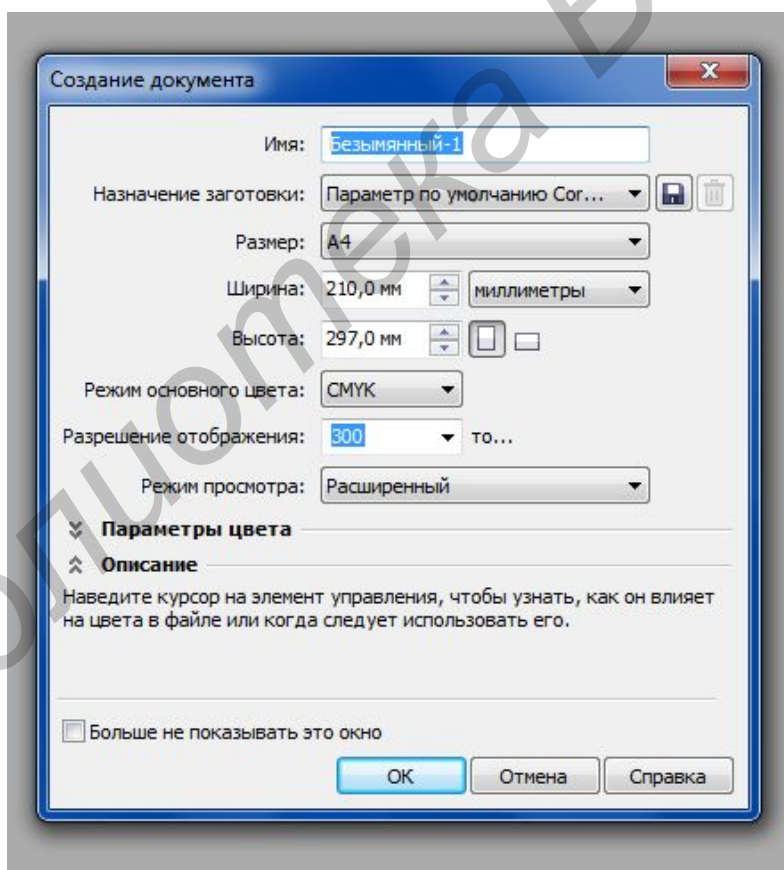 Создание документа
Имя: Безымянный-1
Назначение заготовки: Параметр по умолчанию Cor...
Размер: A4
Ширина: 210,0 мм миллиметры
Высота: 297,0 мм
Режим основного цвета: CMYK
Разрешение отображения: 300 то...
Режим просмотра: Расширенный
Параметры цвета
Описание
Наведите курсор на элемент управления, чтобы узнать, как он влияет
на цвета в файле или когда следует использовать его.
Больше не показывать это окно
ОК Отмена Справка